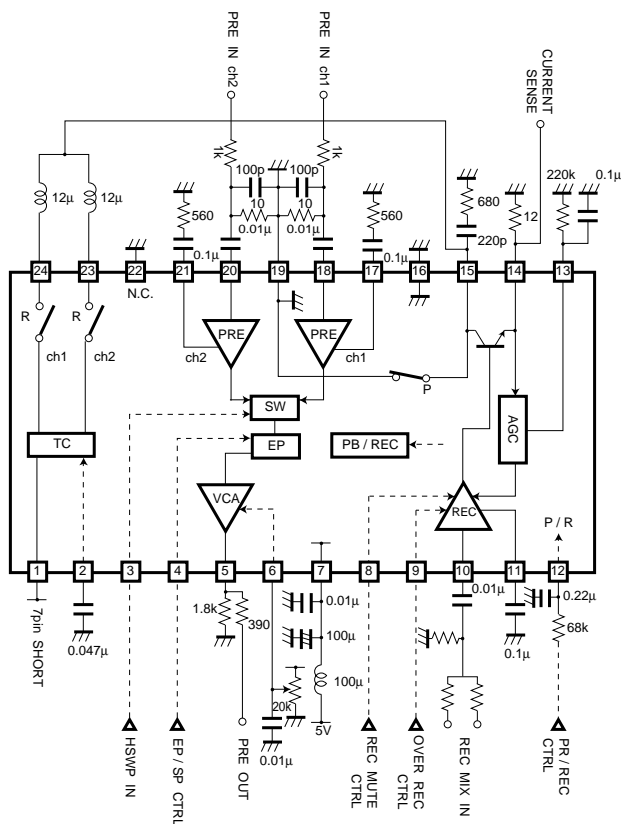 PRE IN ch2
PRE IN ch1
CURRENT SENSE
1k
1k
100p
100p
10
10
0.01μ
0.01μ
12μ
12μ
560
0.1μ
560
0.1μ
680
220p
12
220k
0.1μ
24
23
22
21
20
19
18
17
16
15
14
13
N.C.
R
R
ch1
ch2
ch2
PRE
PRE
ch1
P
SW
EP
PB / REC
AGC
TC
VCA
REC
P / R
1
2
3
4
5
6
7
8
9
10
11
12
7pin SHORT
0.047μ
1.8k
390
0.01μ
100μ
100μ
20k
0.01μ
5V
0.01μ
0.1μ
0.22μ
68k
HSWP IN
EP / SP CTRL
PRE OUT
REC MUTE CTRL
OVER REC CTRL
REC MIX IN
PR / REC CTRL